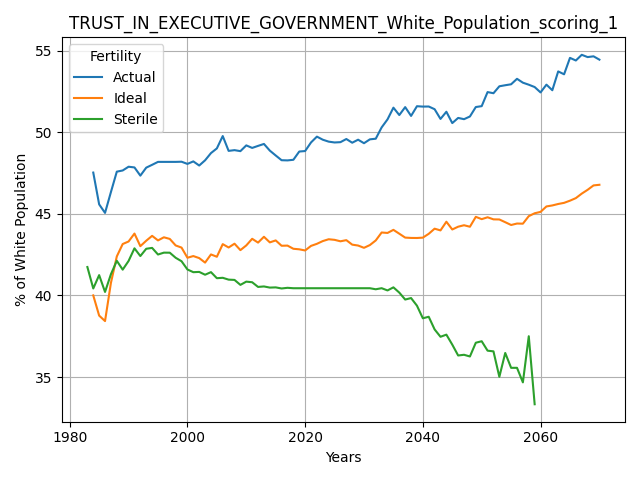 TRUST_IN_EXECUTIVE_GOVERNMENT_White_Population_scoring_1
Fertility
Actual
Ideal
Sterile
% of White Population
55
50
45
40
35
1980
2000
2020
2040
2060
Years